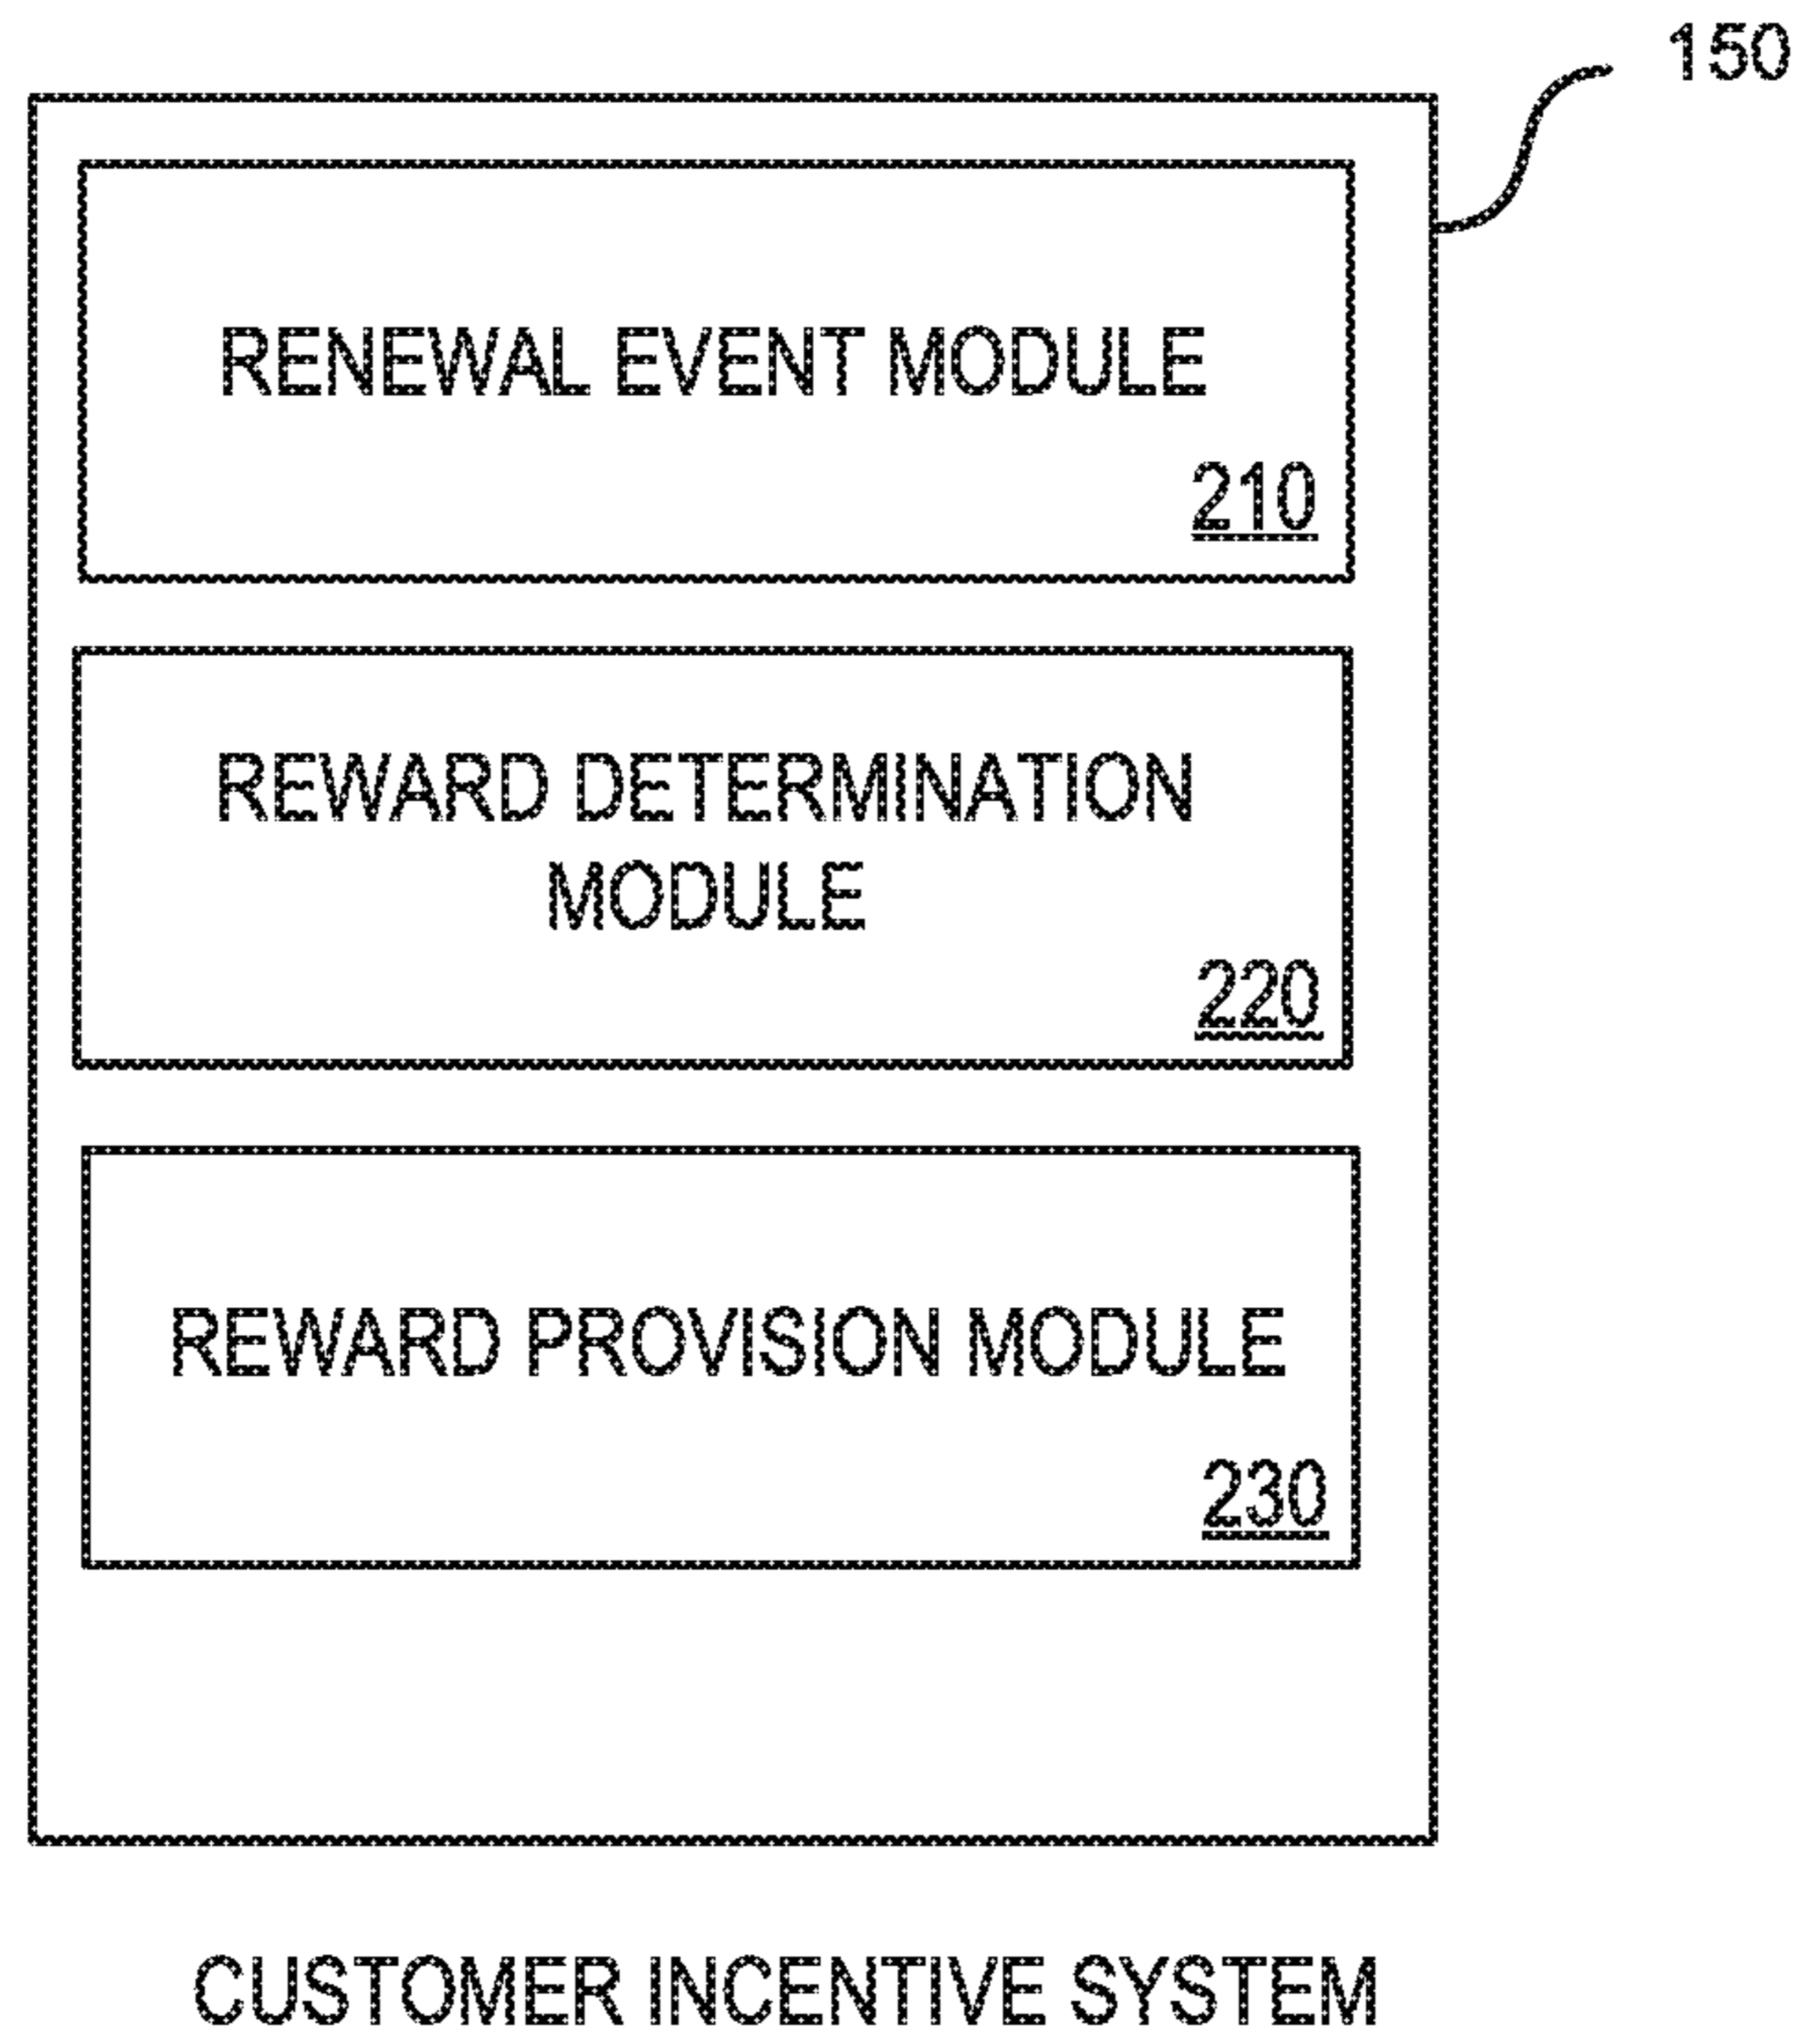 150
RENEWAL EVENT MODULE
210
REWARD DETERMINATION
MODULE
220
REWARD PROVISION MODULE
230
CUSTOMER INCENTIVE SYSTEM